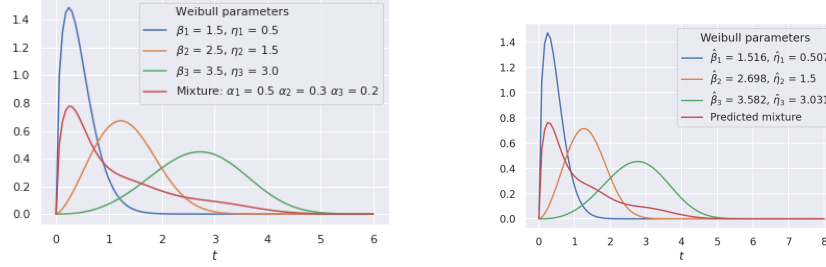 Weibull parameters
β₁ = 1.5, η₁ = 0.5
β₂ = 2.5, η₂ = 1.5
β₃ = 3.5, η₃ = 3.0
Mixture: α₁ = 0.5 α₂ = 0.3 α₃ = 0.2
1.4
1.2
1.0
0.8
0.6
0.4
0.2
0.0
0 1 2 3 4 5 6
t
Weibull parameters
β̂₁ = 1.516, η̂₁ = 0.507
β̂₂ = 2.698, η̂₂ = 1.5
β̂₃ = 3.582, η̂₃ = 3.031
Predicted mixture
1.4
1.2
1.0
0.8
0.6
0.4
0.2
0.0
0 1 2 3 4 5 6 7 8
t